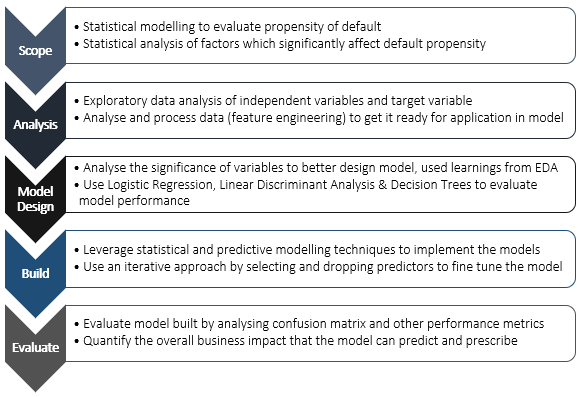 Scope
• Statistical modelling to evaluate propensity of default
• Statistical analysis of factors which significantly affect default propensity
Analysis
• Exploratory data analysis of independent variables and target variable
• Analyse and process data (feature engineering) to get it ready for application in model
Model
Design
• Analyse the significance of variables to better design model, used learnings from EDA
• Use Logistic Regression, Linear Discriminant Analysis & Decision Trees to evaluate
model performance
Build
• Leverage statistical and predictive modelling techniques to implement the models
• Use an iterative approach by selecting and dropping predictors to fine tune the model
Evaluate
• Evaluate model built by analysing confusion matrix and other performance metrics
• Quantify the overall business impact that the model can predict and prescribe